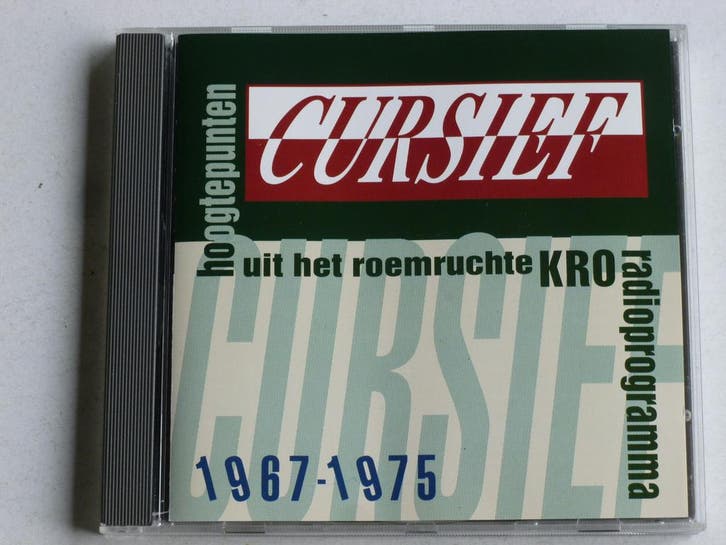 CURSIEF
hoogtepunten
uit het roemruchte KRO
radioprogramma
CURSIEF
1967-1975